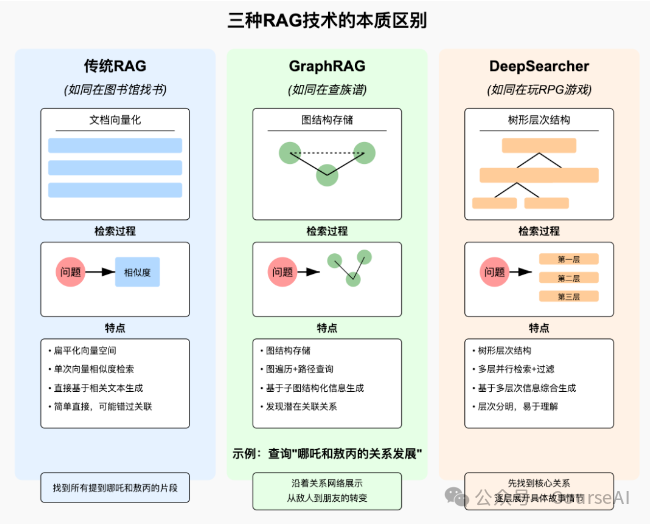 三种RAG技术的本质区别
传统RAG
(如同在图书馆找书)
文档向量化
检索过程
问题
相似度
特点
• 扁平化向量空间
• 单次向量相似度检索
• 直接基于相关文本生成
• 简单直接，可能错过关联
GraphRAG
(如同在查族谱)
图结构存储
检索过程
问题
特点
• 图结构存储
• 图遍历+路径查询
• 基于子图结构化信息生成
• 发现潜在关联关系
DeepSearcher
(如同在玩RPG游戏)
树形层次结构
检索过程
问题
第一层
第二层
第三层
特点
• 树形层次结构
• 多层并行检索+过滤
• 基于多层次信息综合生成
• 层次分明，易于理解
示例：查询"哪吒和敖丙的关系发展"
找到所有提到哪吒和敖丙的片段
沿着关系网络展示
从敌人到朋友的转变
先找到核心关系
逐层展开具体故事情节
公众号 · CourseAI